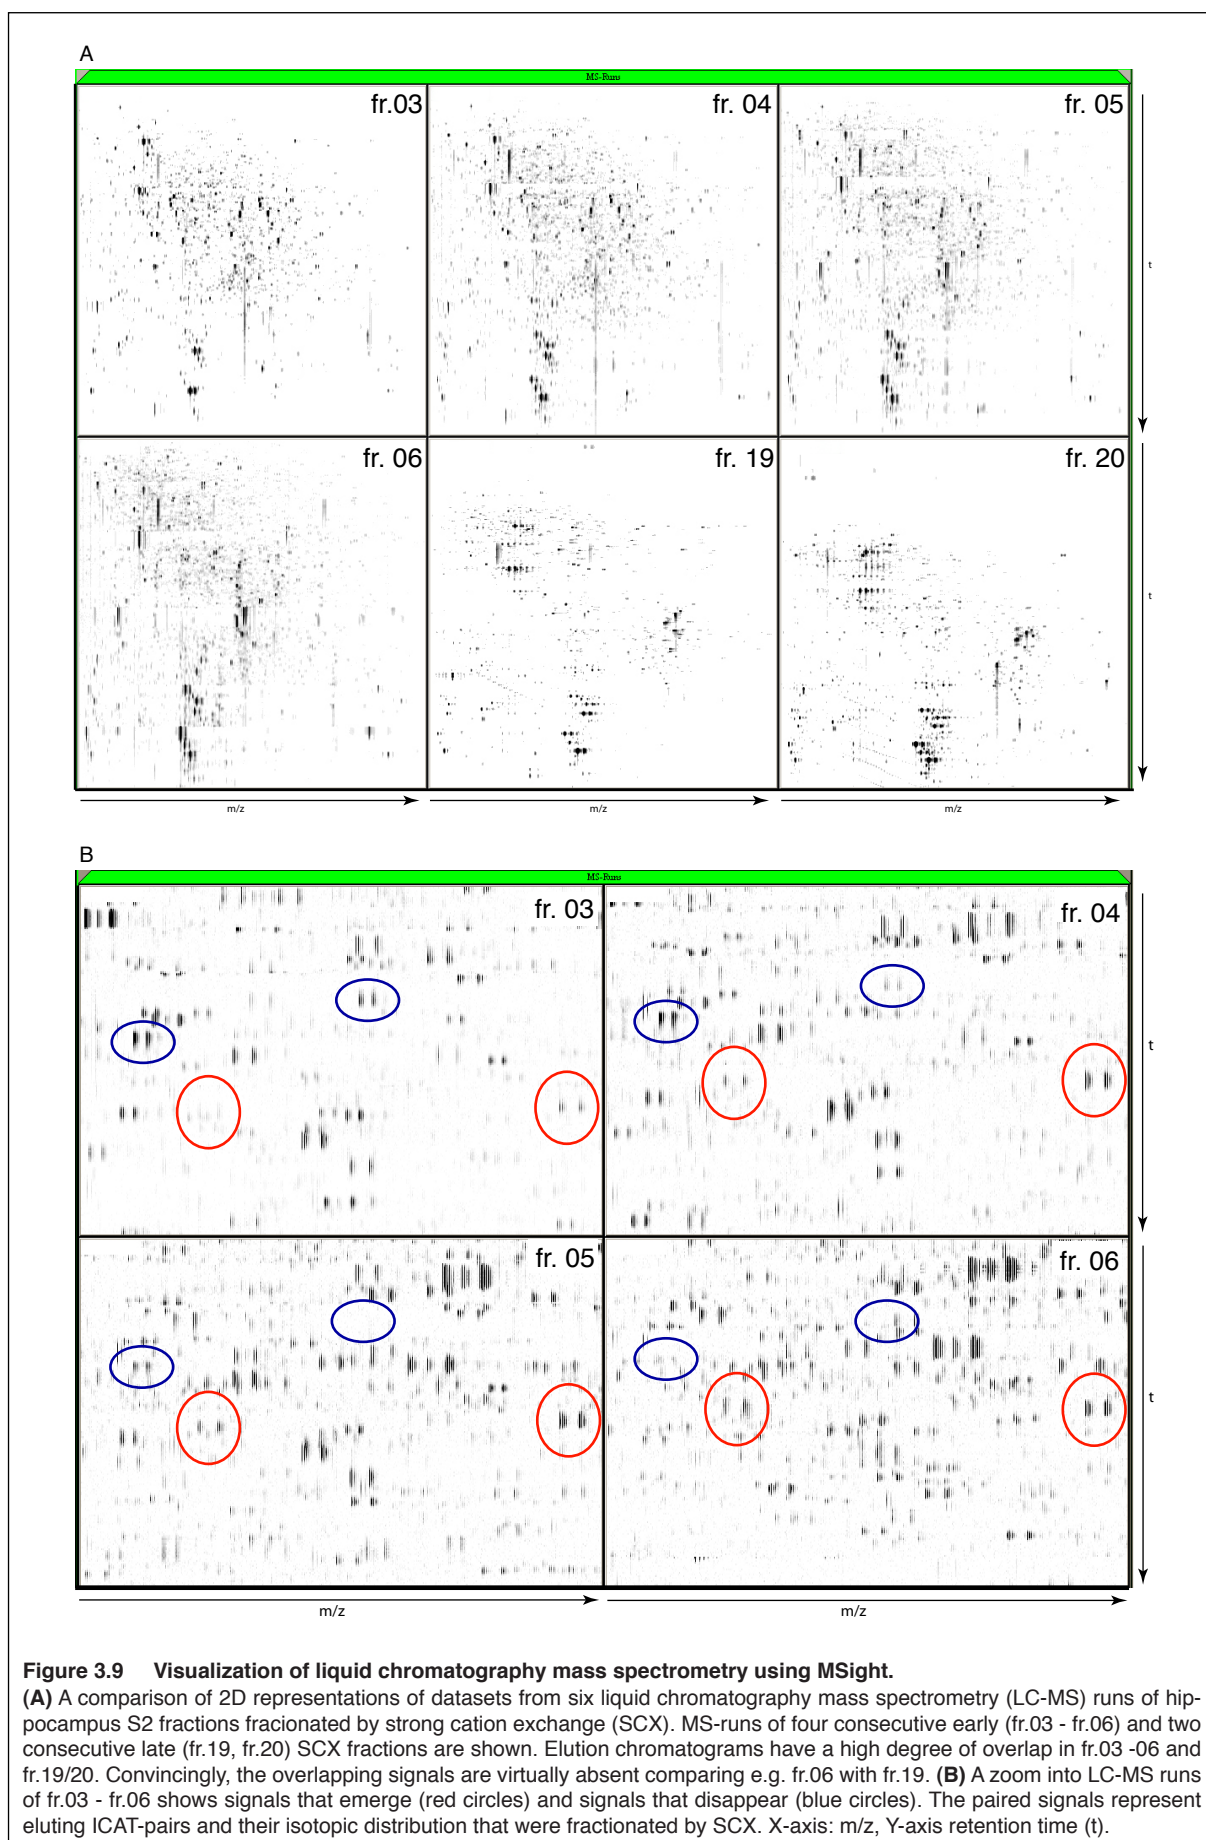 A
MS-Runs
fr.03
fr. 04
fr. 05
t
fr. 06
fr. 19
fr. 20
t
m/z
m/z
m/z
B
MS-Runs
fr. 03
fr. 04
t
fr. 05
fr. 06
t
m/z
m/z
Figure 3.9 Visualization of liquid chromatography mass spectrometry using MSight.
(A) A comparison of 2D representations of datasets from six liquid chromatography mass spectrometry (LC-MS) runs of hip-
pocampus S2 fractions fracionated by strong cation exchange (SCX). MS-runs of four consecutive early (fr.03 - fr.06) and two
consecutive late (fr.19, fr.20) SCX fractions are shown. Elution chromatograms have a high degree of overlap in fr.03 -06 and
fr.19/20. Convincingly, the overlapping signals are virtually absent comparing e.g. fr.06 with fr.19. (B) A zoom into LC-MS runs
of fr.03 - fr.06 shows signals that emerge (red circles) and signals that disappear (blue circles). The paired signals represent
eluting ICAT-pairs and their isotopic distribution that were fractionated by SCX. X-axis: m/z, Y-axis retention time (t).